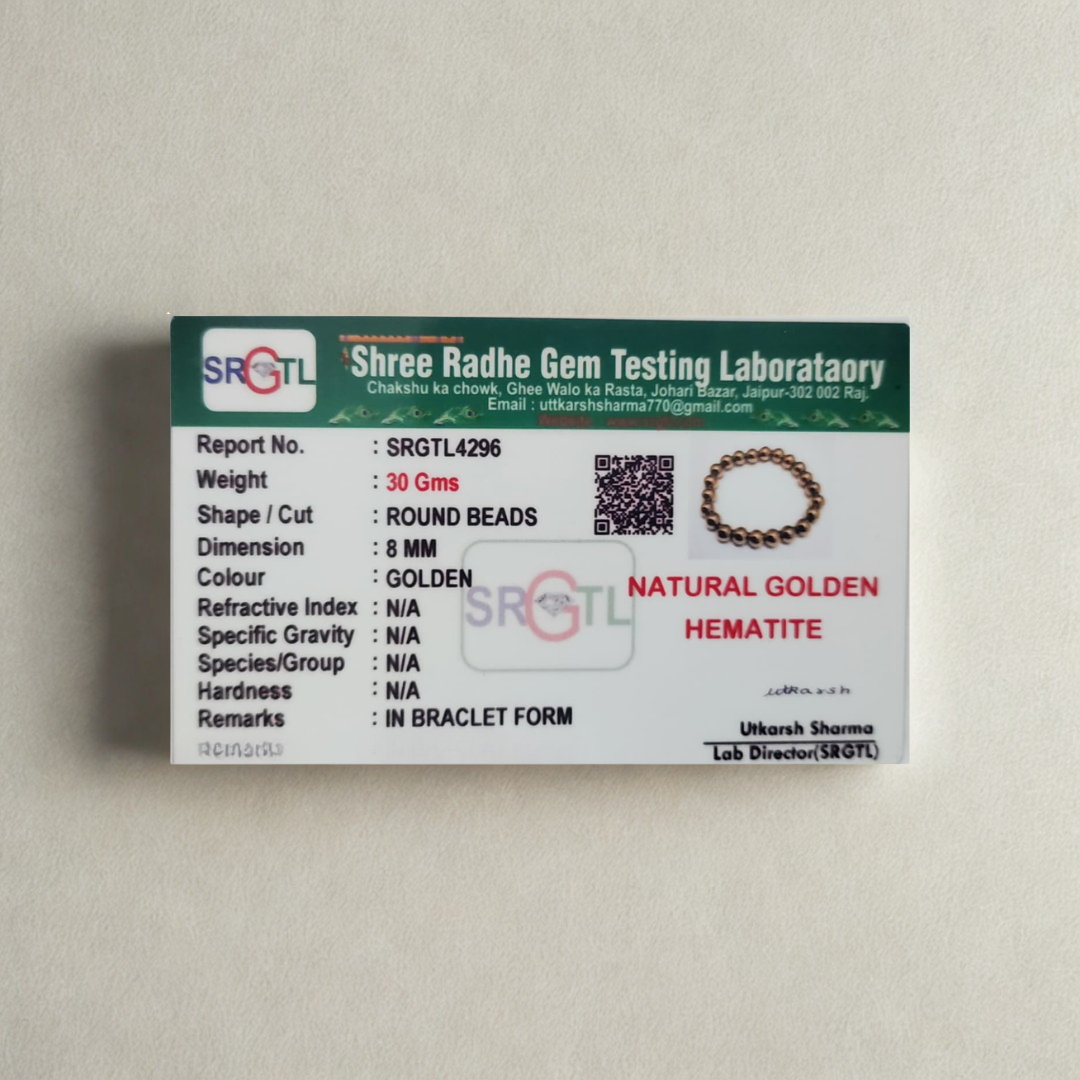 SRGTL
Shree Radhe Gem Testing Laborataory
Chakshu ka chowk, Ghee Walo ka Rasta, Johari Bazar, Jaipur-302 002 Raj.
Email : uttkarshsharma770@gmail.com
Report No. : SRGTL4296
Weight : 30 Gms
Shape / Cut : ROUND BEADS
Dimension : 8 MM
Colour : GOLDEN
Refractive Index : N/A
Specific Gravity : N/A
Species/Group : N/A
Hardness : N/A
Remarks : IN BRACLET FORM
Remarks
SRGTL
NATURAL GOLDEN
HEMATITE
utkarsh
Utkarsh Sharma
Lab Director(SRGTL)